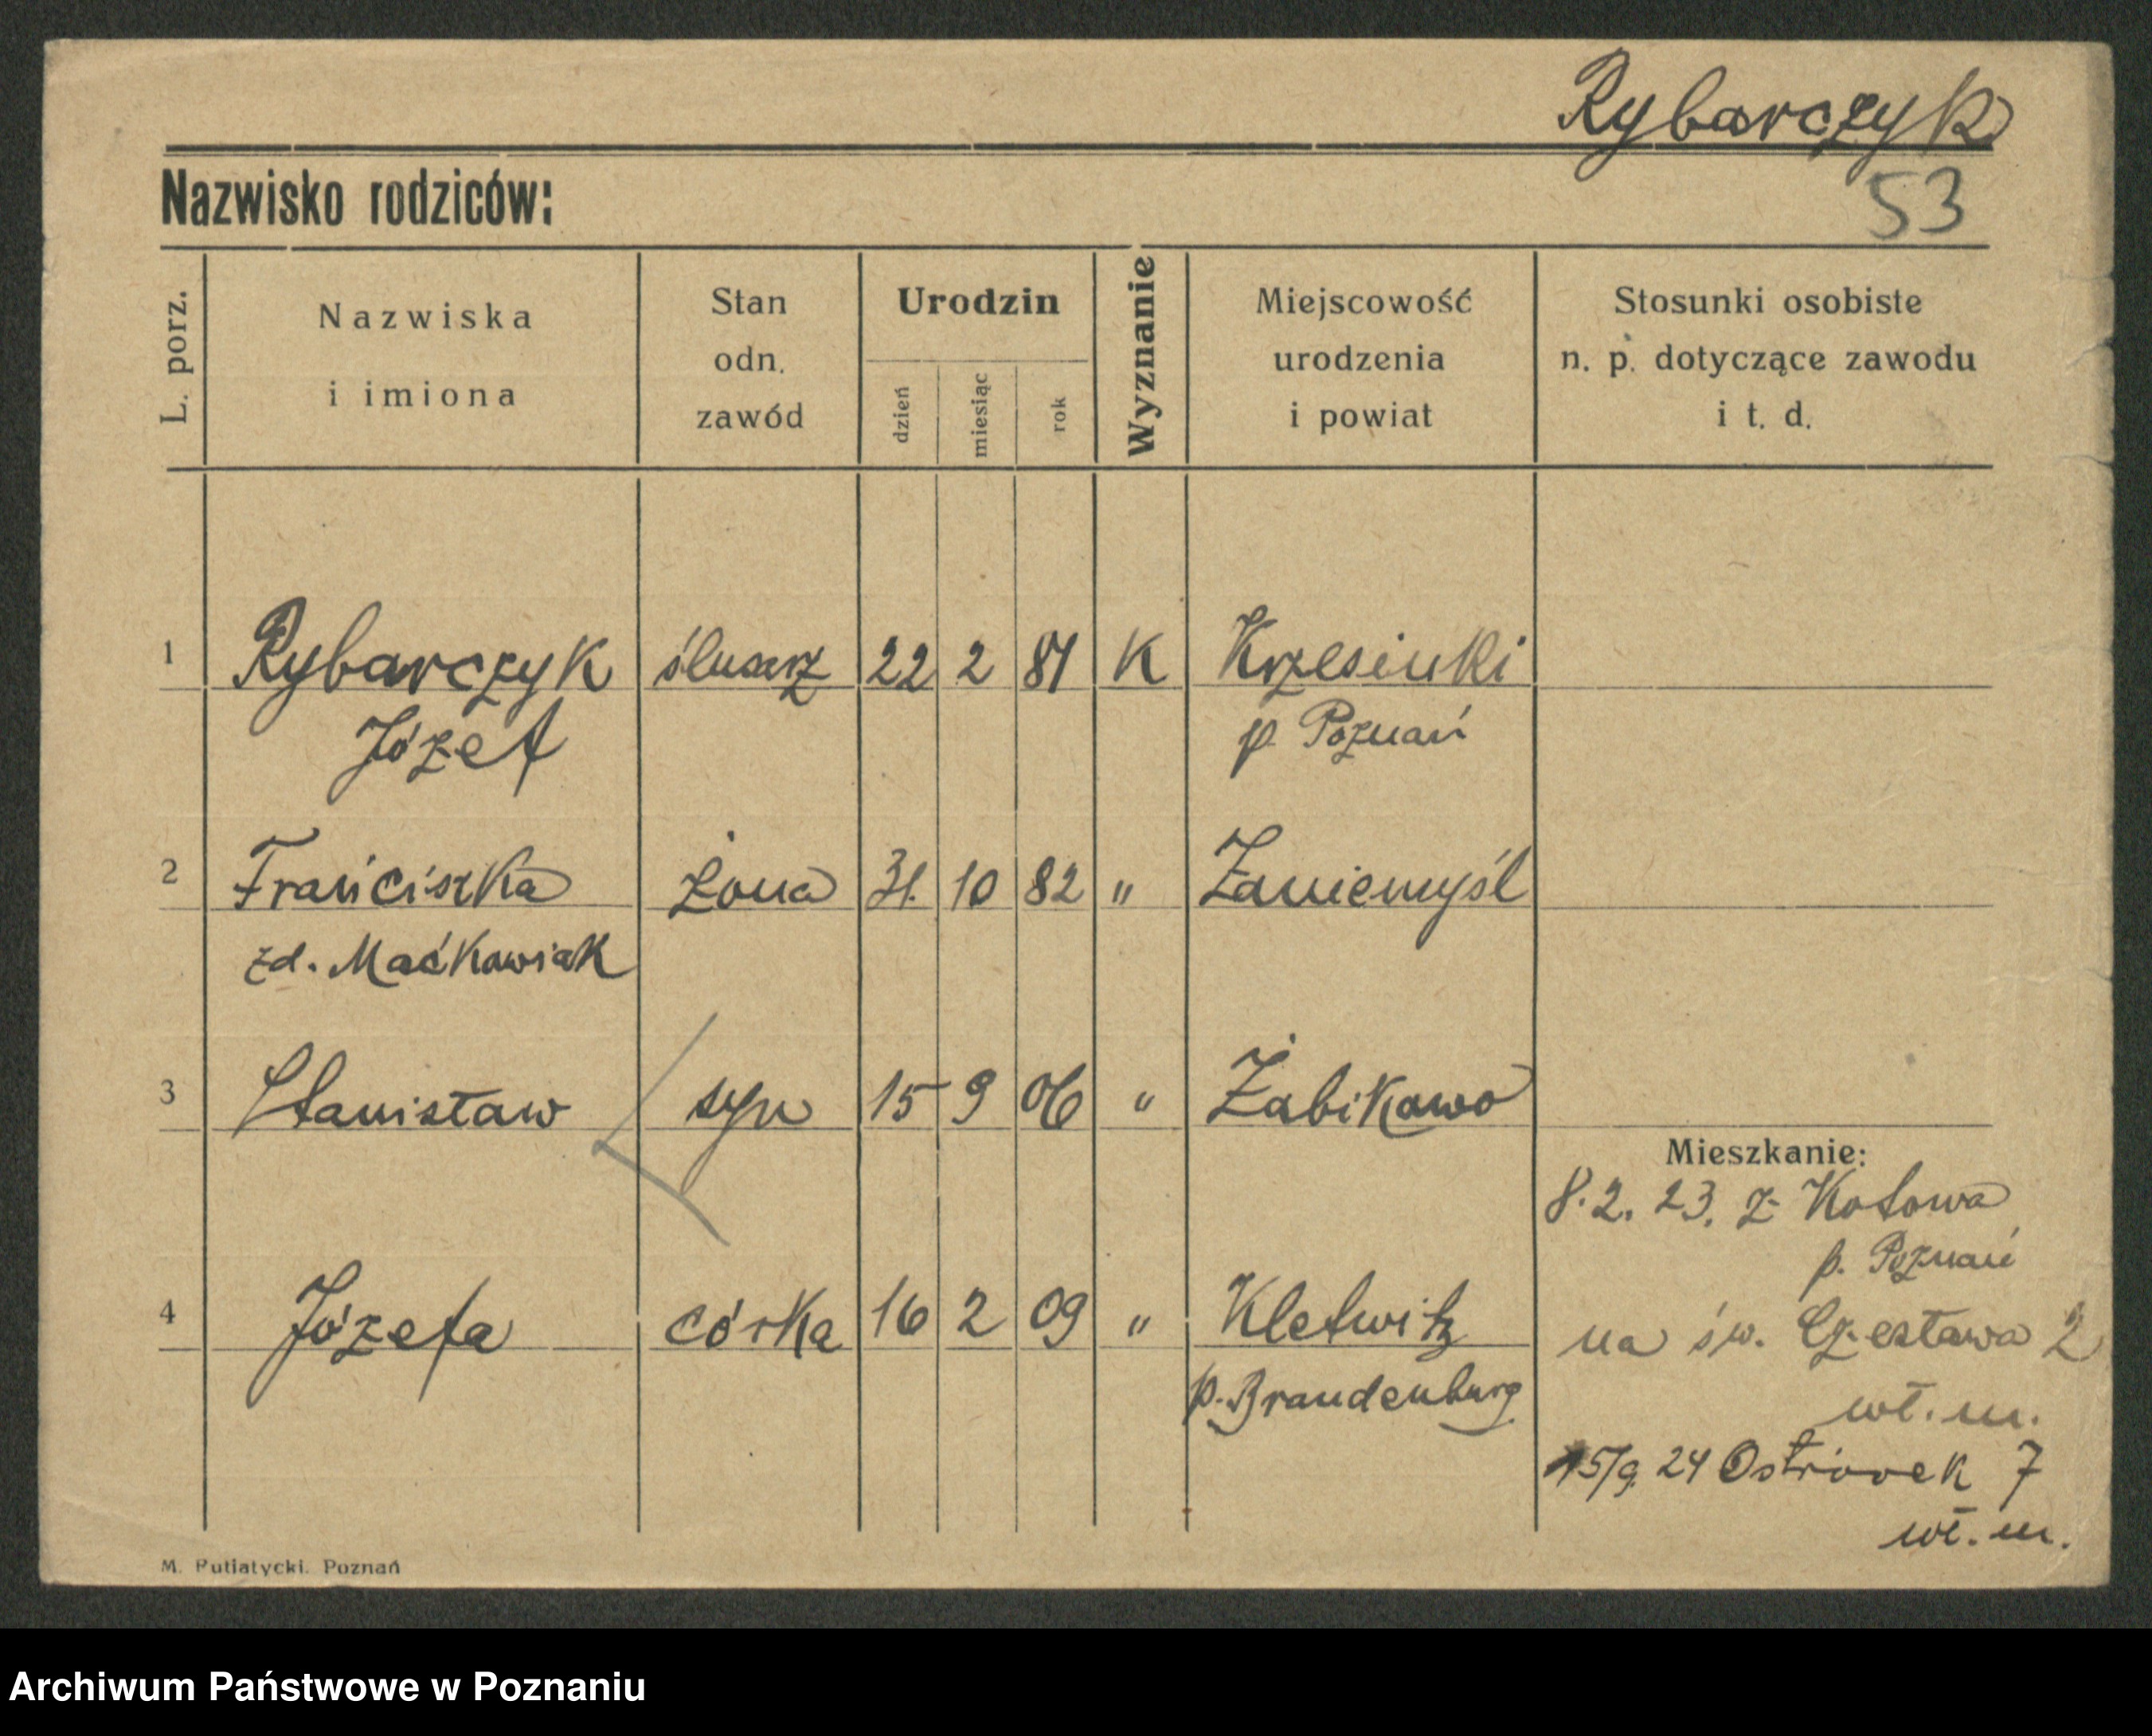 Rybarczyk
Nazwisko rodziców:
53
L. porz.
Nazwiska
i imiona
Stan
odn.
zawód
Urodzin
dzień
miesiąc
rok
Wyznanie
Miejscowość
urodzenia
i powiat
Stosunki osobiste
n. p. dotyczące zawodu
i t. d.
1 Rybarczyk ślusarz 22 2 81 K Krzesinki
Józef p. Poznań
2 Franciszka żona 31. 10 82 " Zaniemyśl
zd. Maćkowiak
3 Stanisław syn 15 9 06 " Żabikowo
Mieszkanie:
8.2.23. z Kotowa
p. Poznań
4 Józefa córka 16 2 09 " Kletwitz
na św. Czesława 2
p. Brandenburg
wł. m.
15/9. 24 Ostrówek 7
wł. m.
M. Putiatycki. Poznań
Archiwum Państwowe w Poznaniu